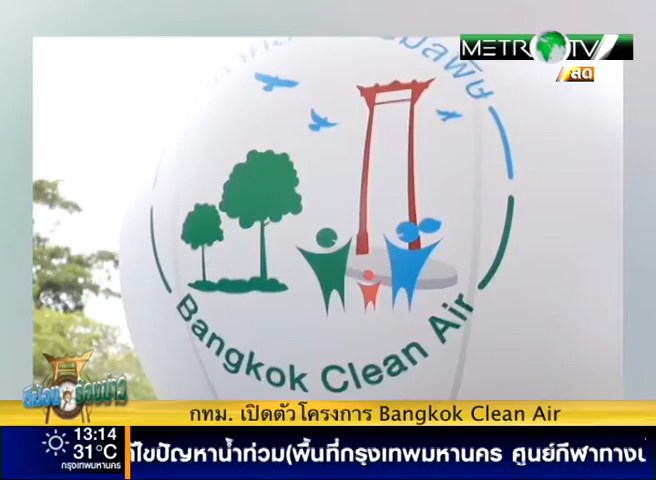 METRO TV
สด
Bangkok Clean Air
กทม. เปิดตัวโครงการ Bangkok Clean Air
13:14
31°C
กรุงเทพมหานคร
ปัญหาน้ำท่วม(พื้นที่กรุงเทพมหานคร ศูนย์กีฬาทาง